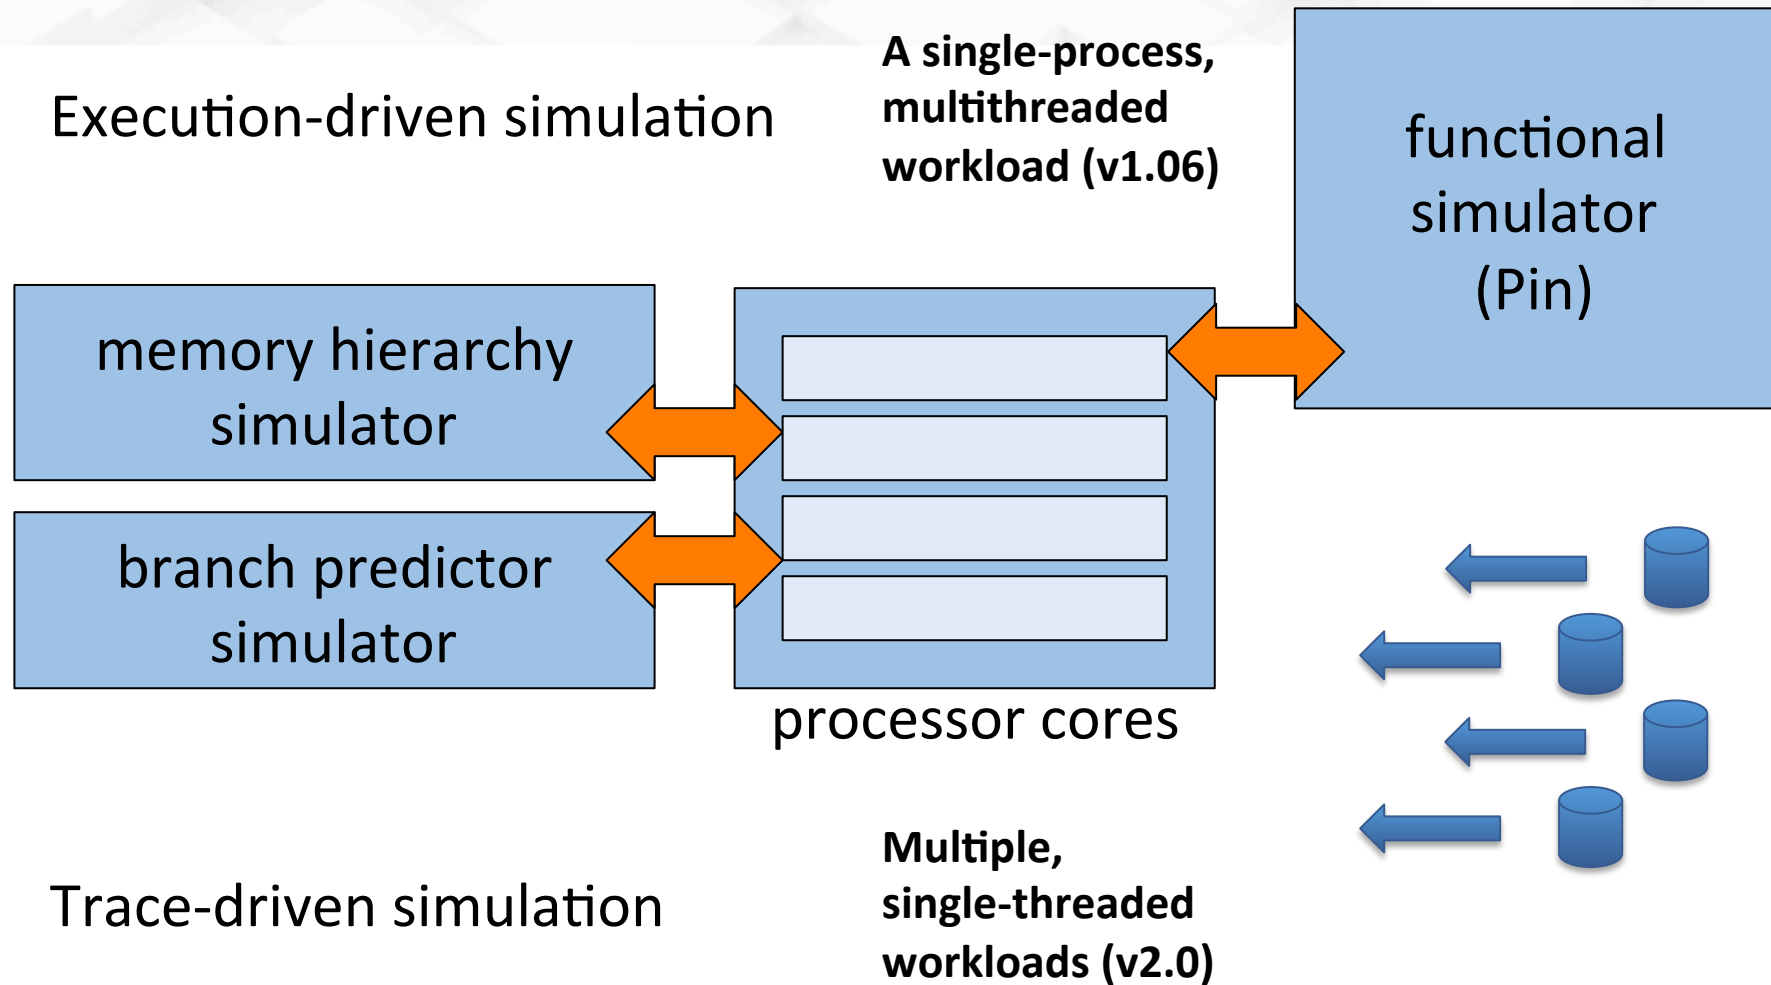 Execution-driven simulation
A single-process,
multithreaded
workload (v1.06)
functional
simulator
(Pin)
memory hierarchy
simulator
branch predictor
simulator
processor cores
Trace-driven simulation
Multiple,
single-threaded
workloads (v2.0)